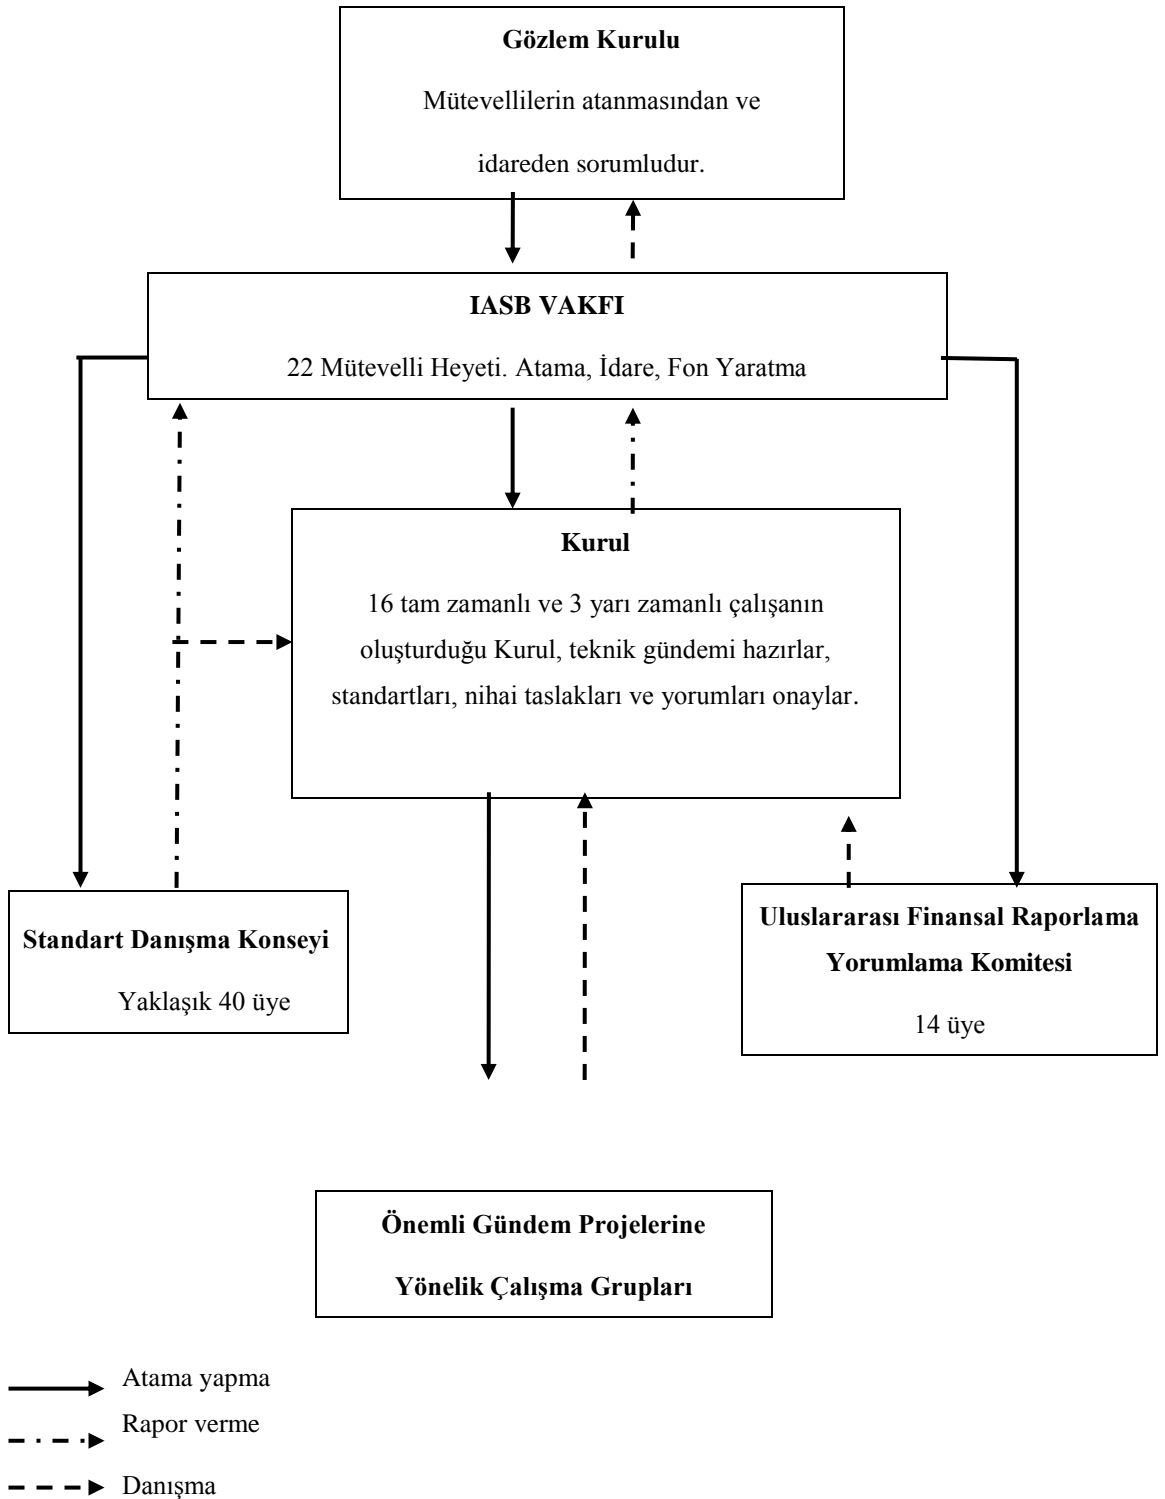 Gözlem Kurulu
Mütevellilerin atanmasından ve
idareden sorumludur.
IASB VAKFI
22 Mütevelli Heyeti. Atama, İdare, Fon Yaratma
Kurul
16 tam zamanlı ve 3 yarı zamanlı çalışanın
oluşturduğu Kurul, teknik gündemi hazırlar,
standartları, nihai taslakları ve yorumları onaylar.
Standart Danışma Konseyi
Yaklaşık 40 üye
Uluslararası Finansal Raporlama
Yorumlama Komitesi
14 üye
Önemli Gündem Projelerine
Yönelik Çalışma Grupları
Atama yapma
Rapor verme
Danışma